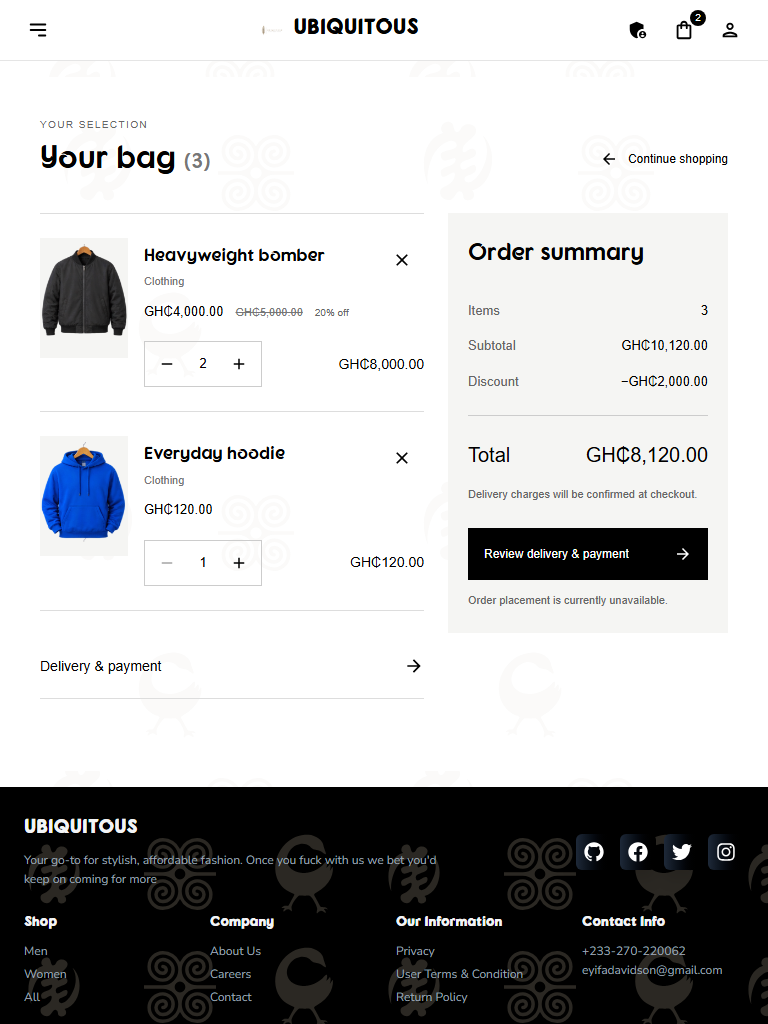 UBIQUITOUS
2
YOUR SELECTION
Your bag (3)
Continue shopping
Heavyweight bomber
Clothing
GH₵4,000.00 GH₵5,000.00 20% off
2
GH₵8,000.00
Everyday hoodie
Clothing
GH₵120.00
1
GH₵120.00
Delivery & payment
Order summary
Items 3
Subtotal GH₵10,120.00
Discount −GH₵2,000.00
Total GH₵8,120.00
Delivery charges will be confirmed at checkout.
Review delivery & payment
Order placement is currently unavailable.
UBIQUITOUS
Your go-to for stylish, affordable fashion. Once you fuck with us we bet you'd
keep on coming for more
Shop
Men
Women
All
Company
About Us
Careers
Contact
Our Information
Privacy
User Terms & Condition
Return Policy
Contact Info
+233-270-220062
eyifadavidson@gmail.com